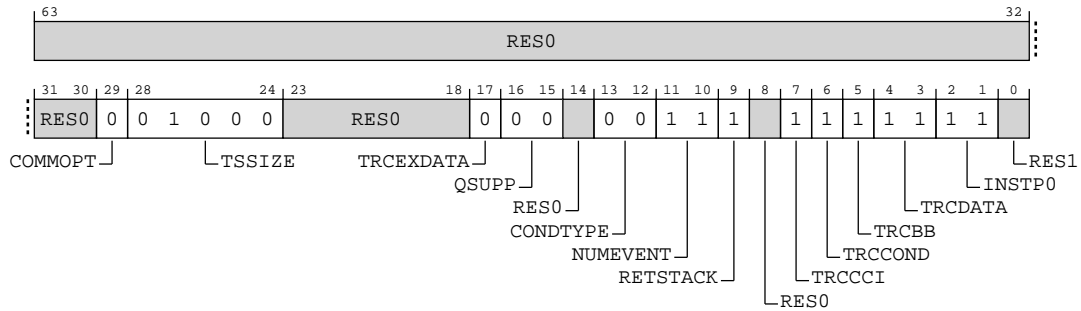 63 32
RES0
31 30 29 28 24 23 18 17 16 15 14 13 12 11 10 9 8 7 6 5 4 3 2 1 0
RES0 0 0 1 0 0 0 RES0 0 0 0 0 0 1 1 1 1 1 1 1 1 1 1
COMMOPT TSSIZE TRCEXDATA RES1
QSUPP INSTP0
RES0 TRCDATA
CONDTYPE TRCBB
NUMEVENT TRCCOND
RETSTACK TRCCCI
RES0